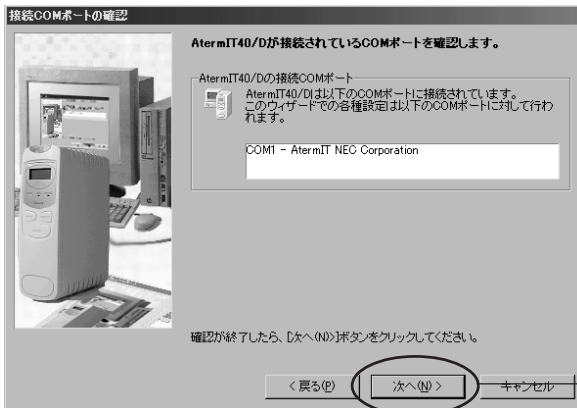 接続COMポートの確認
AtermIT40/Dが接続されているCOMポートを確認します。
AtermIT40/Dの接続COMポート
AtermIT40/Dは以下のCOMポートに接続されています。
このウィザードでの各種設定は以下のCOMポートに対して行わ
れます。
COM1 - AtermIT NEC Corporation
確認が終了したら、[次へ(N)>]ボタンをクリックしてください。
< 戻る(P)
次へ(N) >
キャンセル